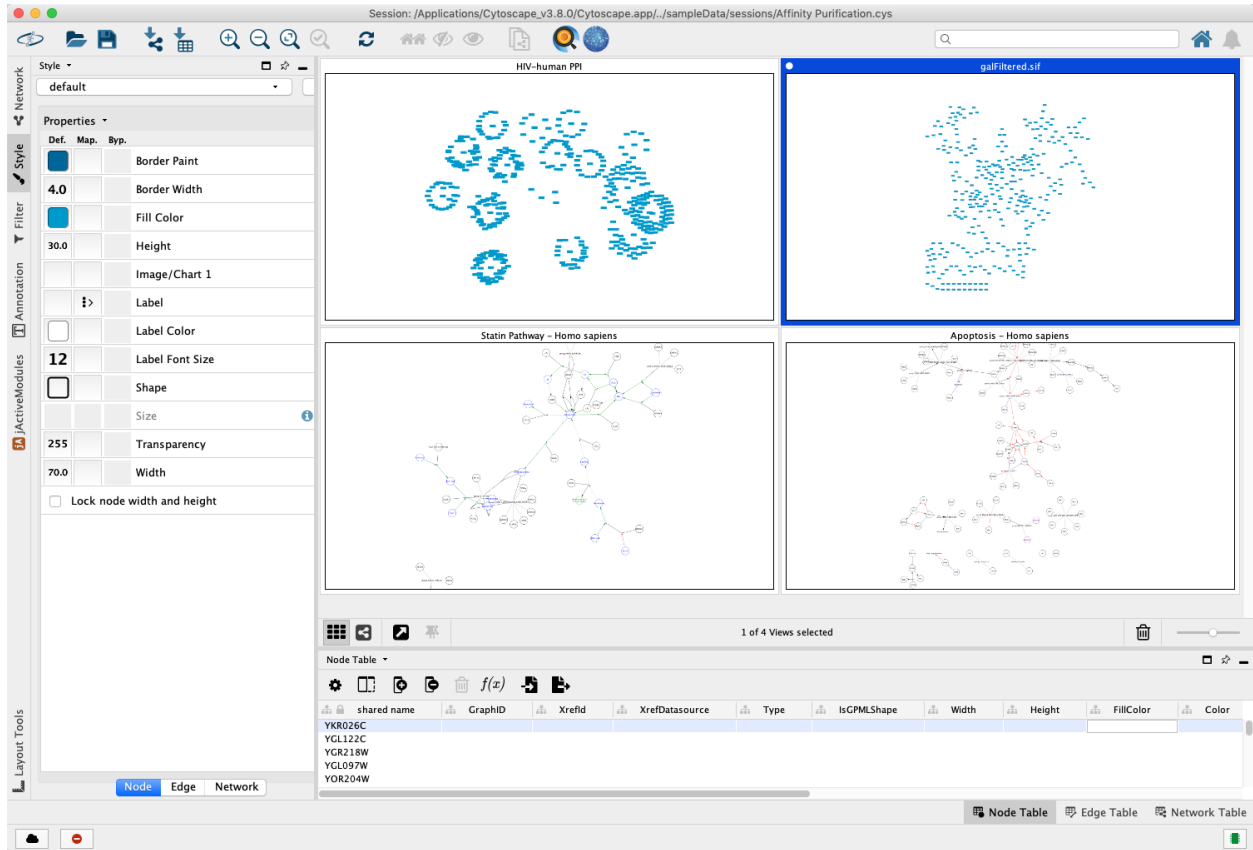 Session: /Applications/Cytoscape_v3.8.0/Cytoscape.app/../sampleData/sessions/Affinity Purification.cys
Network
Style
Filter
Annotation
jActiveModules
Layout Tools
Style
default
Properties
Def. Map. Byp.
Border Paint
4.0 Border Width
Fill Color
30.0 Height
Image/Chart 1
Label
Label Color
12 Label Font Size
Shape
Size
255 Transparency
70.0 Width
Lock node width and height
Node Edge Network
HIV-human PPI
galFiltered.sif
Statin Pathway - Homo sapiens
Apoptosis - Homo sapiens
1 of 4 Views selected
Node Table
f(x)
shared name GraphID XrefId XrefDatasource Type IsGPMLShape Width Height FillColor Color
YKR026C
YGL122C
YGR218W
YGL097W
YOR204W
Node Table Edge Table Network Table